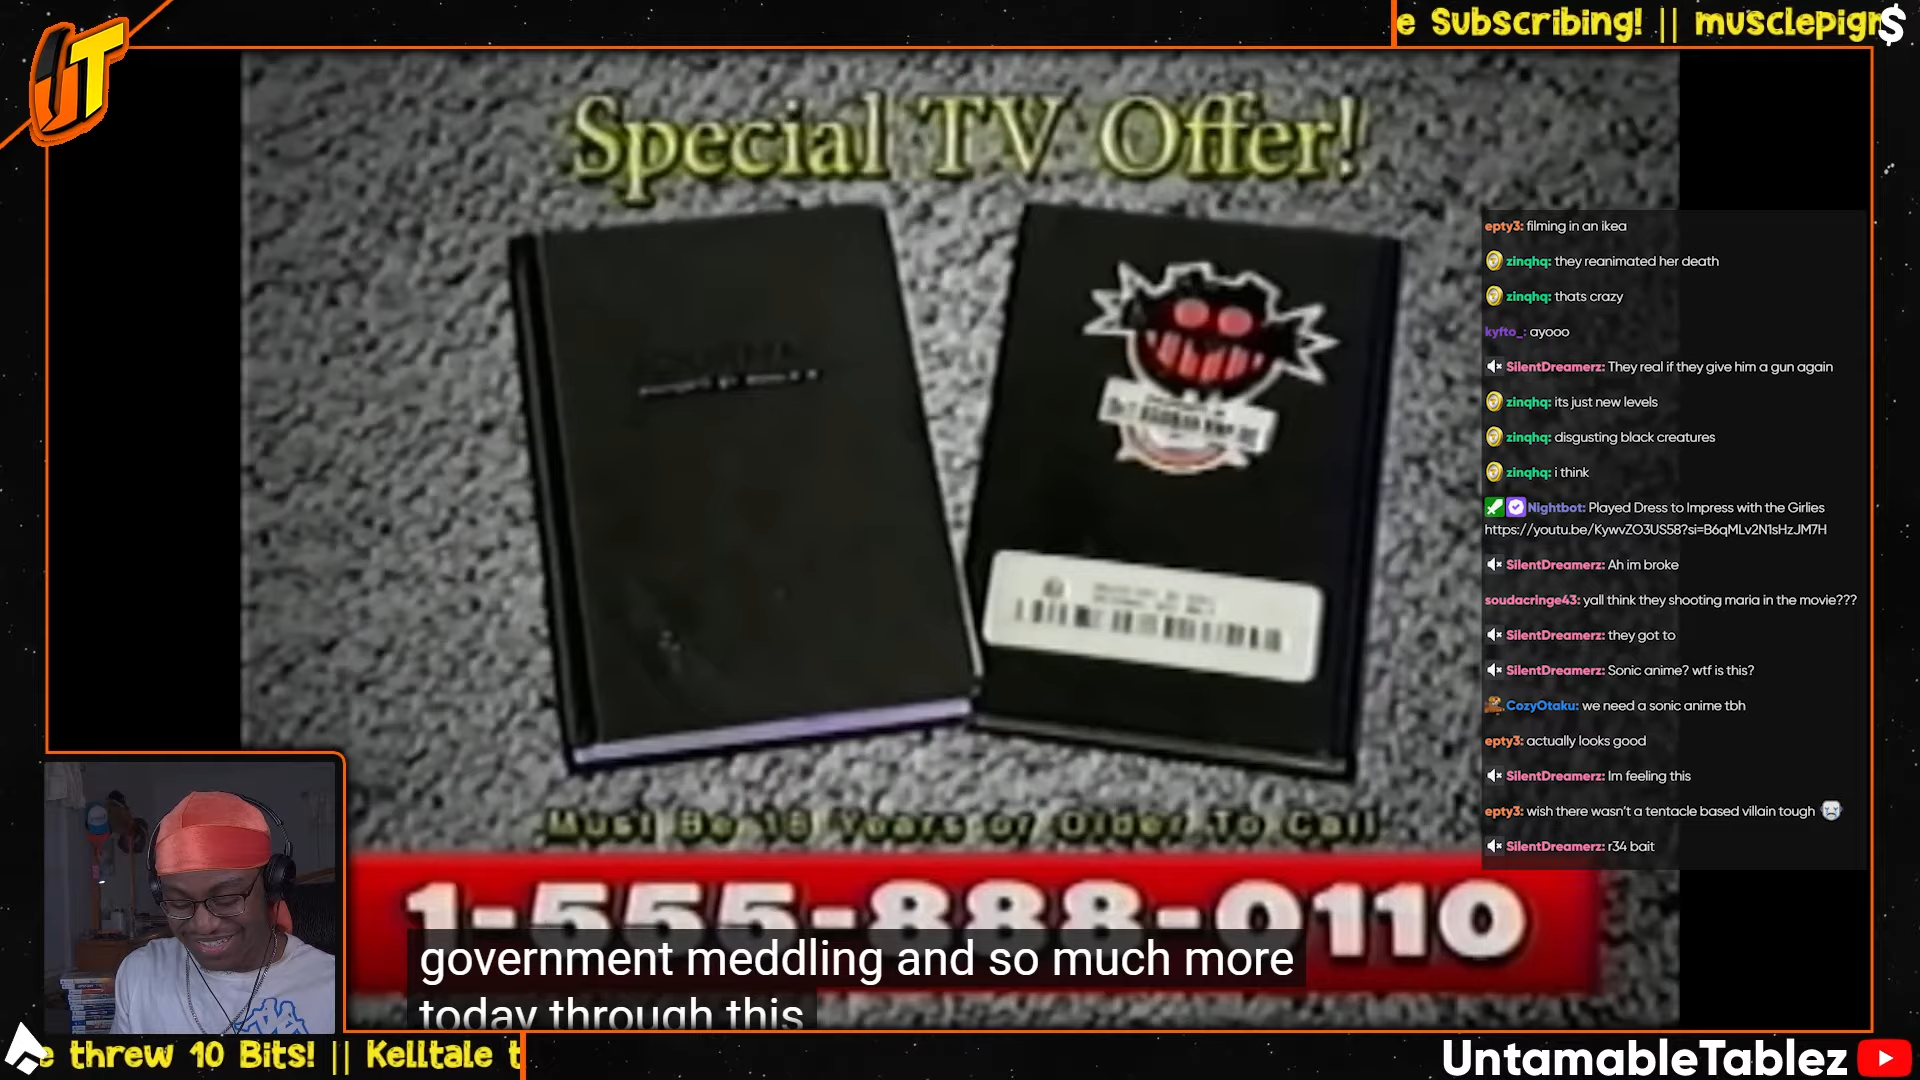 e Subscribing! || musclepign$
JT
Special TV Offer!
epty3: filming in an ikea
zinqhq: they reanimated her death
zinqhq: thats crazy
kyfto_: ayooo
SilentDreamerz: They real if they give him a gun again
zinqhq: its just new levels
zinqhq: disgusting black creatures
zinqhq: i think
Nightbot: Played Dress to Impress with the Girlies
https://youtu.be/KywvZO3US58?si=B6qMLv2N1sHzJM7H
SilentDreamerz: Ah im broke
soudacringe43: yall think they shooting maria in the movie???
SilentDreamerz: they got to
SilentDreamerz: Sonic anime? wtf is this?
CozyOtaku: we need a sonic anime tbh
epty3: actually looks good
SilentDreamerz: Im feeling this
epty3: wish there wasn't a tentacle based villain tough
SilentDreamerz: r34 bait
Must Be 18 Years or Older To Call
1-555-888-0110
government meddling and so much more
today through this
e threw 10 Bits! || Kelltale t
UntamableTablez